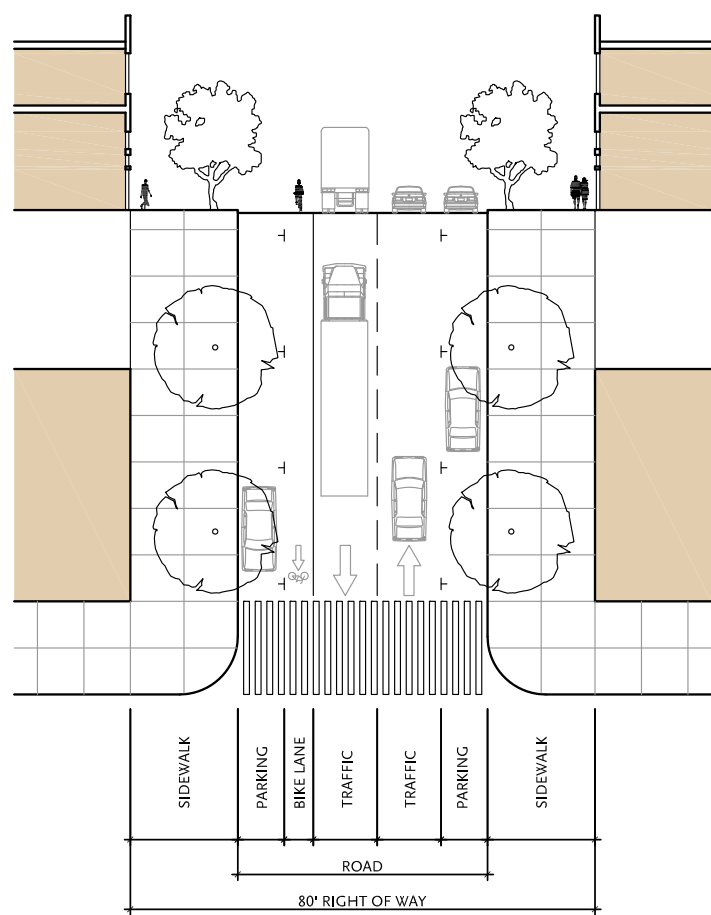 SIDEWALK
PARKING
BIKE LANE
TRAFFIC
TRAFFIC
PARKING
SIDEWALK
ROAD
80' RIGHT OF WAY